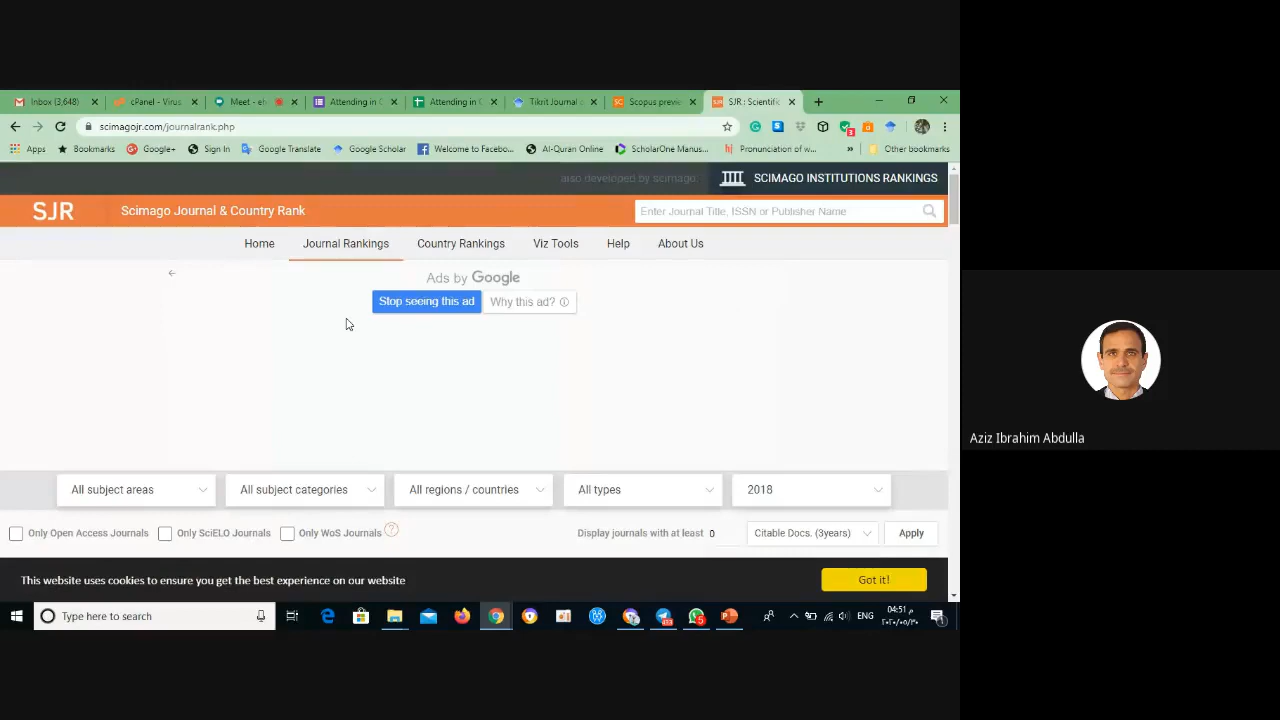 Inbox (3,648) cPanel - Virus Meet - eh Attending in C Attending in C Tikrit Journal o Scopus preview SJR : Scientific
scimagojr.com/journalrank.php
Apps Bookmarks Google+ Sign In Google Translate Google Scholar Welcome to Facebo... Al-Quran Online ScholarOne Manus... Pronunciation of w... » Other bookmarks
also developed by scimago: SCIMAGO INSTITUTIONS RANKINGS
SJR Scimago Journal & Country Rank Enter Journal Title, ISSN or Publisher Name
Home Journal Rankings Country Rankings Viz Tools Help About Us
Ads by Google
Stop seeing this ad Why this ad?
All subject areas All subject categories All regions / countries All types 2018
Only Open Access Journals Only SciELO Journals Only WoS Journals ? Display journals with at least 0 Citable Docs. (3years) Apply
This website uses cookies to ensure you get the best experience on our website Got it!
Type here to search ENG 04:51 م
٢٠٢٠/٠٥/٣٠
Aziz Ibrahim Abdulla